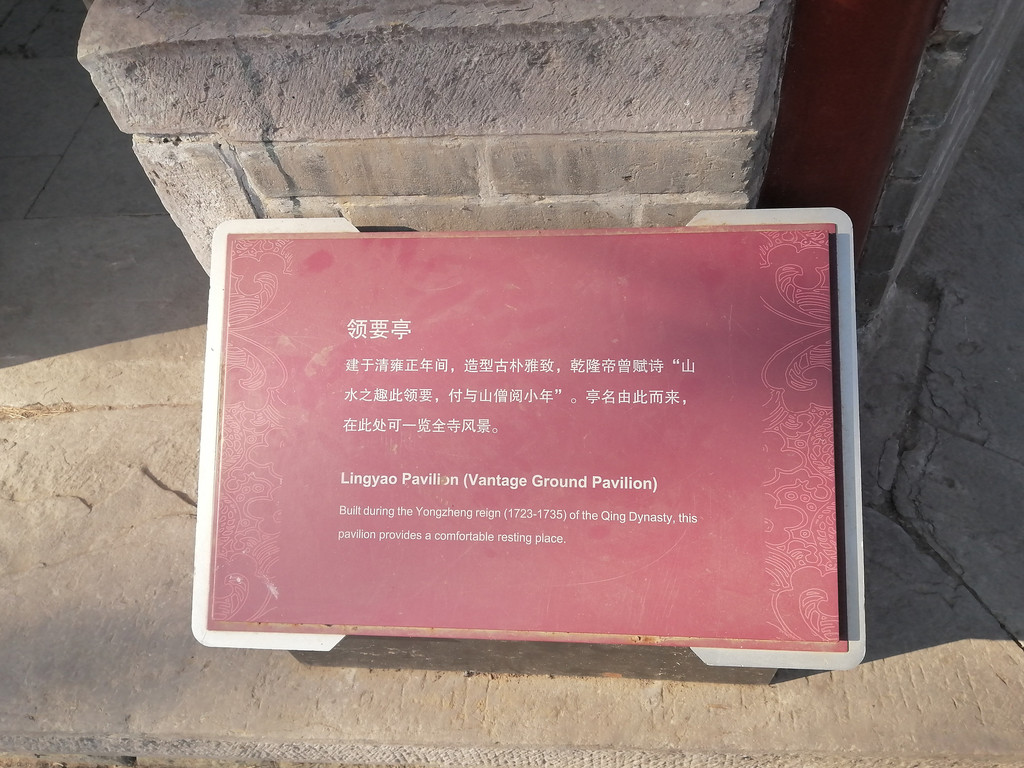 领要亭
建于清雍正年间，造型古朴雅致，乾隆帝曾赋诗“山
水之趣此领要，付与山僧阅小年”。亭名由此而来，
在此处可一览全寺风景。
Lingyao Pavilion (Vantage Ground Pavilion)
Built during the Yongzheng reign (1723-1735) of the Qing Dynasty, this
pavilion provides a comfortable resting place.